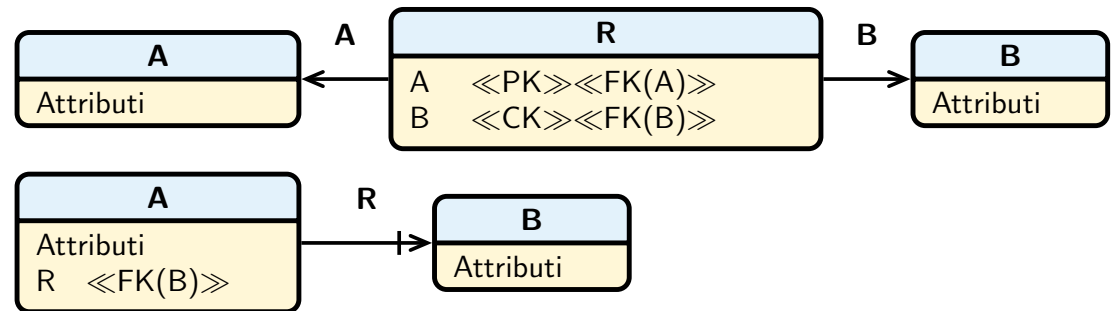 A
Attributi
A
R
A ≪PK≫≪FK(A)≫
B ≪CK≫≪FK(B)≫
B
B
Attributi
A
Attributi
R ≪FK(B)≫
R
B
Attributi